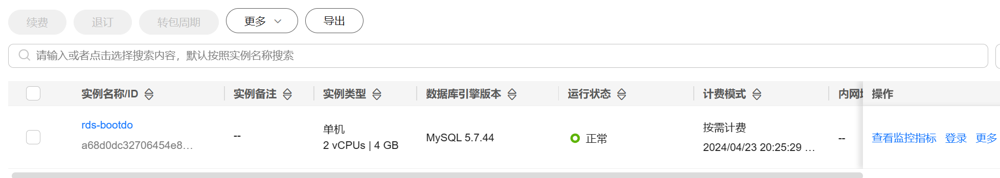 续费 退订 转包周期 更多 导出
请输入或者点击选择搜索内容，默认按照实例名称搜索
实例名称/ID 实例备注 实例类型 数据库引擎版本 运行状态 计费模式 内网 操作
rds-bootdo 单机 按需计费
-- MySQL 5.7.44 正常 -- 查看监控指标 登录 更多
a68d0dc32706454e8... 2 vCPUs | 4 GB 2024/04/23 20:25:29 ...